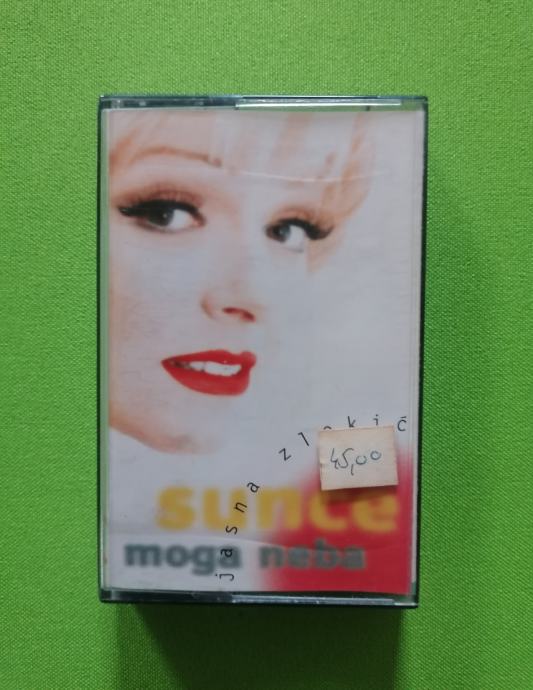 jasna zlokić
45,00
sunce
moga neba